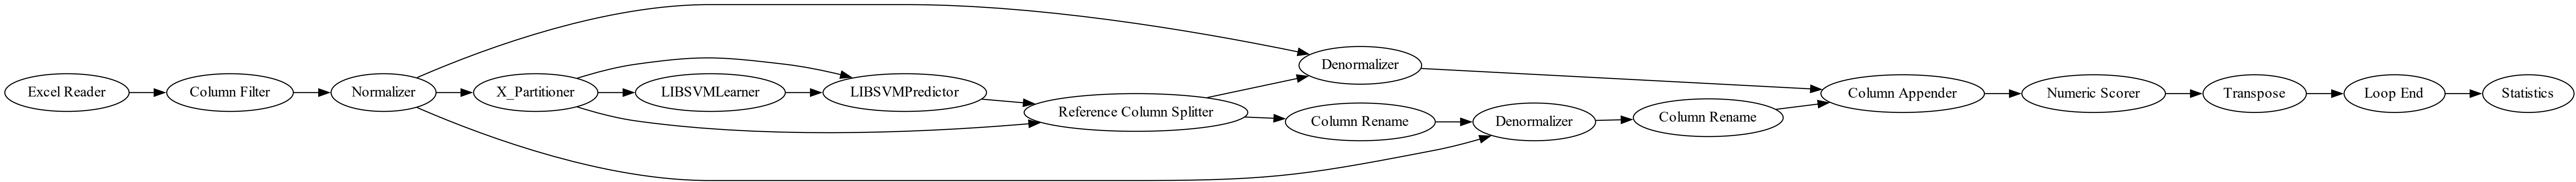 Excel Reader
Column Filter
Normalizer
X_Partitioner
LIBSVMLearner
LIBSVMPredictor
Reference Column Splitter
Denormalizer
Column Rename
Denormalizer
Column Rename
Column Appender
Numeric Scorer
Transpose
Loop End
Statistics